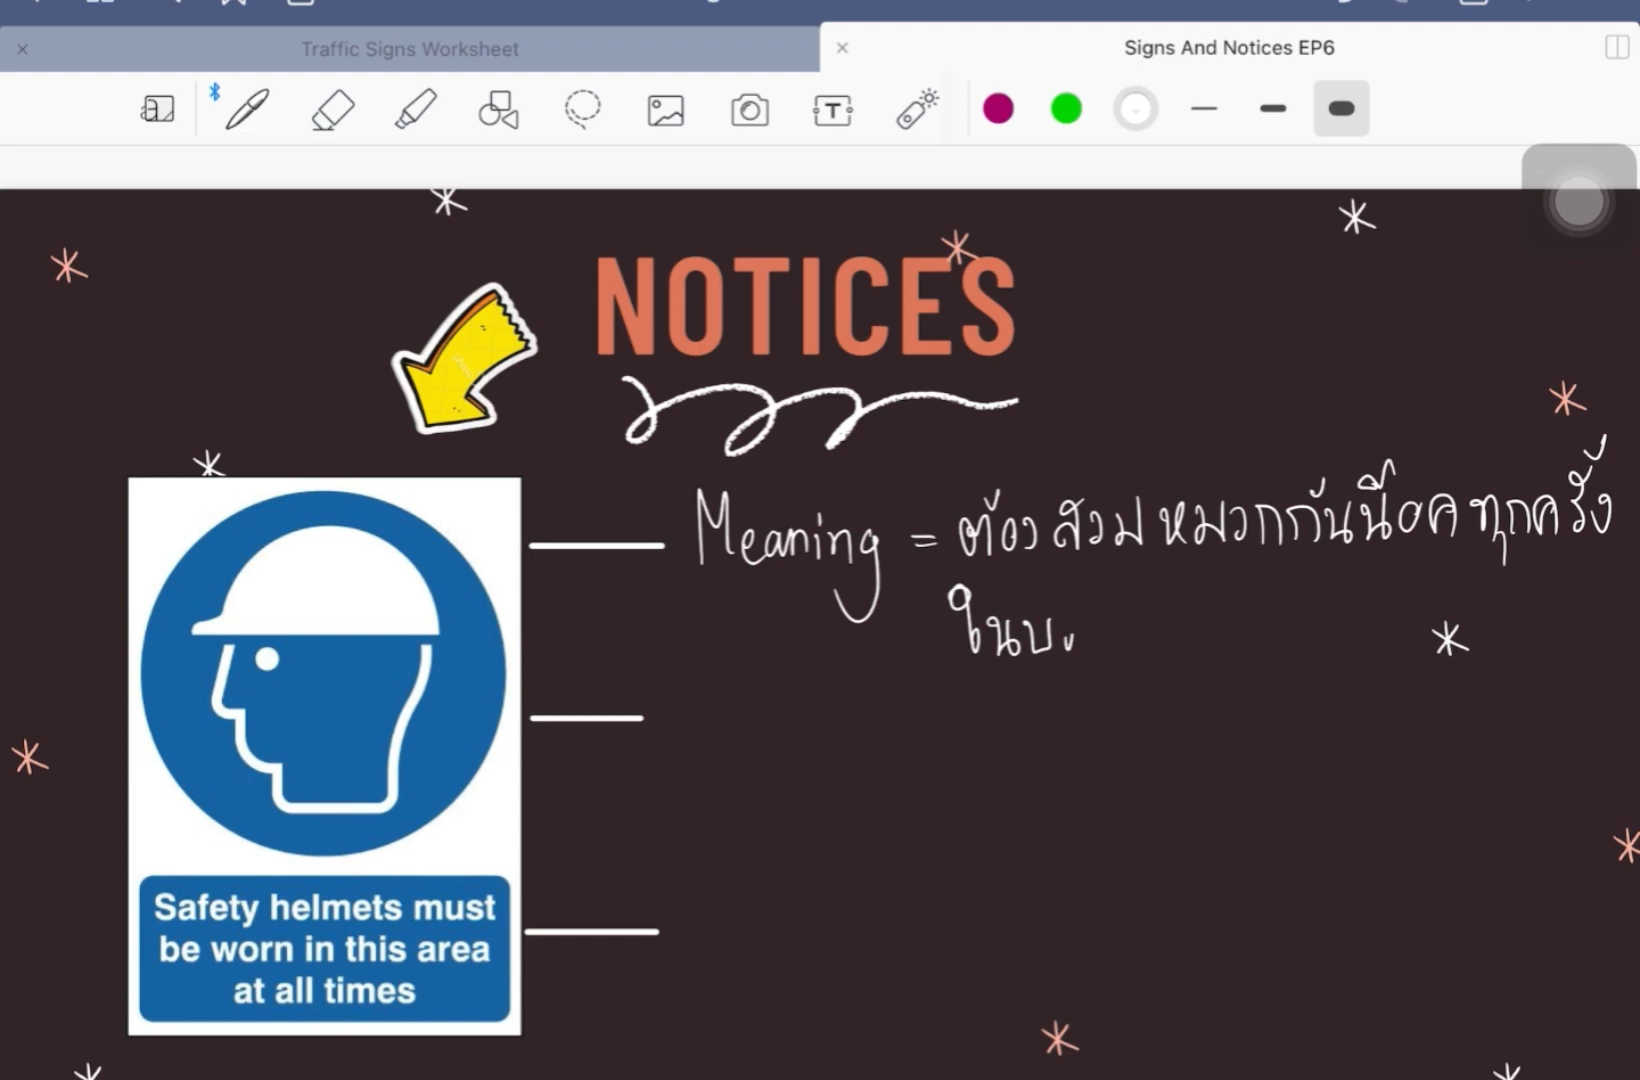 Traffic Signs Worksheet
Signs And Notices EP6
NOTICES
Meaning = ต้องสวมหมวกกันน็อคทุกครั้ง
ในบ
Safety helmets must
be worn in this area
at all times